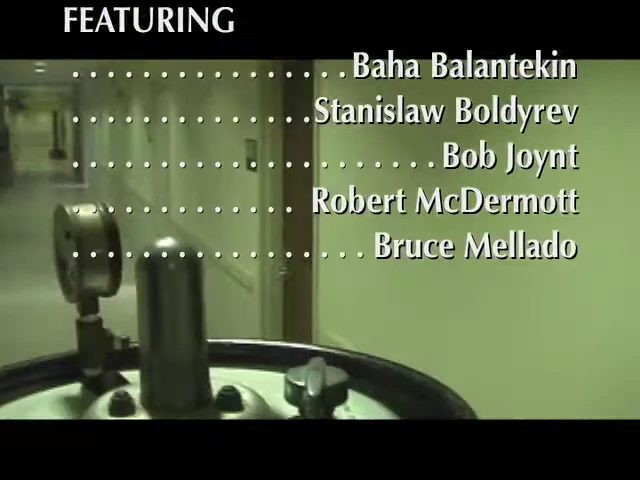 FEATURING
. . . . . . . . . . . . . . . . Baha Balantekin
. . . . . . . . . . . . . . Stanislaw Boldyrev
. . . . . . . . . . . . . . . . . . . . . Bob Joynt
. . . . . . . . . . . . . Robert McDermott
. . . . . . . . . . . . . . . . . Bruce Mellado